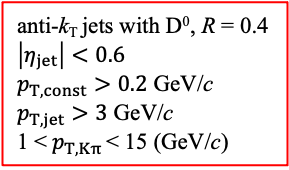 anti-kT jets with D⁰, R = 0.4
|ηjet| < 0.6
pT,const > 0.2 GeV/c
pT,jet > 3 GeV/c
1 < pT,Kπ < 15 (GeV/c)